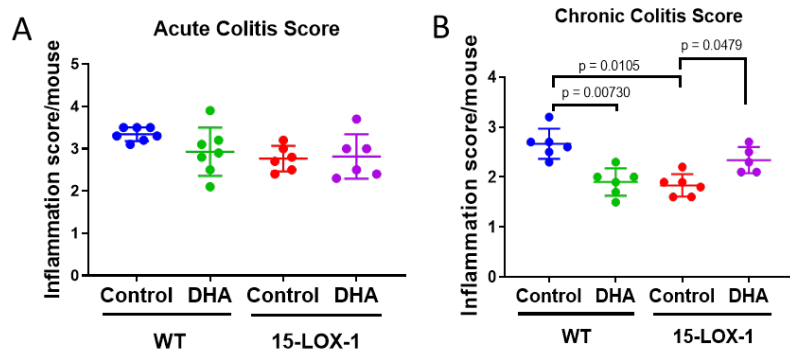 A
Acute Colitis Score
Inflammation score/mouse
5
4
3
2
1
0
Control DHA Control DHA
WT 15-LOX-1
B
Chronic Colitis Score
p = 0.0479
p = 0.0105
p = 0.00730
Inflammation score/mouse
4
3
2
1
0
Control DHA Control DHA
WT 15-LOX-1